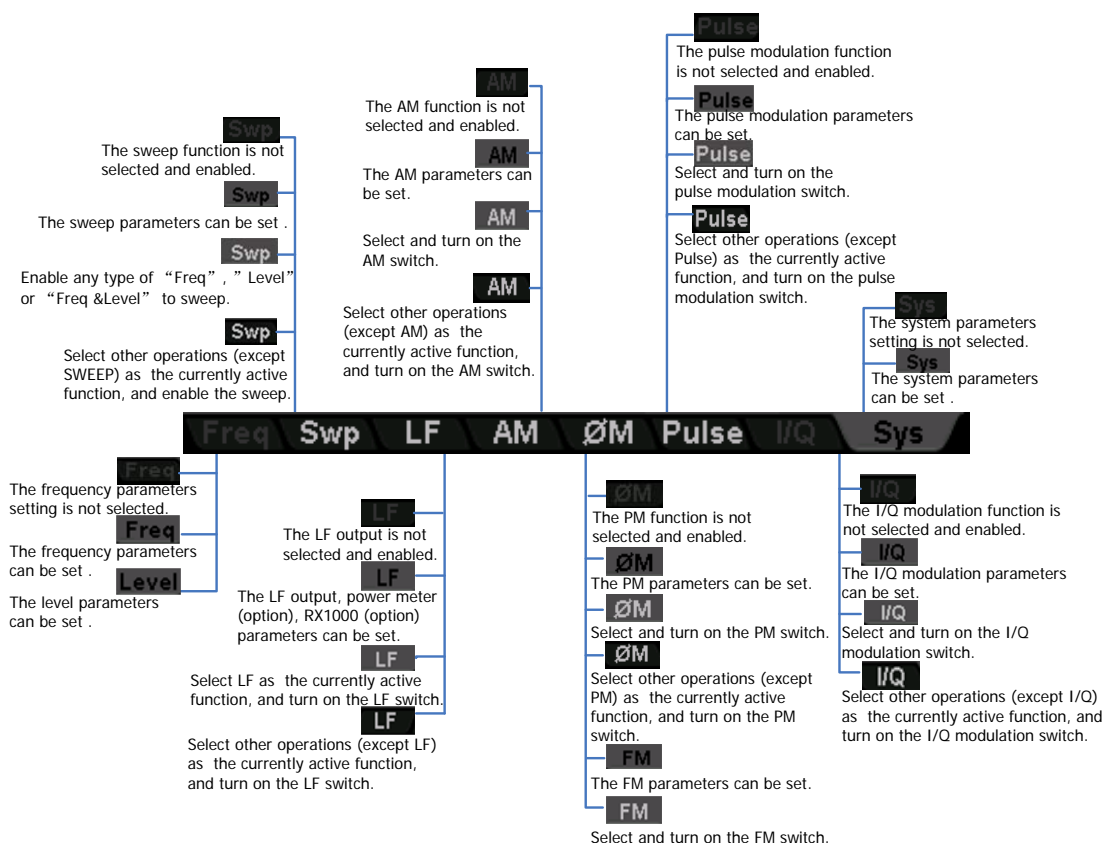 Swp
The sweep function is not
selected and enabled.
Swp
The sweep parameters can be set .
Swp
Enable any type of “Freq” , ” Level”
or “Freq &Level” to sweep.
Swp
Select other operations (except
SWEEP) as the currently active
function, and enable the sweep.
AM
The AM function is not
selected and enabled.
AM
The AM parameters can
be set.
AM
Select and turn on the
AM switch.
AM
Select other operations
(except AM) as the
currently active function,
and turn on the AM switch.
Pulse
The pulse modulation function
is not selected and enabled.
Pulse
The pulse modulation parameters
can be set.
Pulse
Select and turn on the
pulse modulation switch.
Pulse
Select other operations (except
Pulse) as the currently active
function, and turn on the pulse
modulation switch.
Sys
The system parameters
setting is not selected.
Sys
The system parameters
can be set .
Freq Swp LF AM ØM Pulse I/Q Sys
Freq
The frequency parameters
setting is not selected.
Freq
The frequency parameters
can be set .
Level
The level parameters
can be set .
LF
The LF output is not
selected and enabled.
LF
The LF output, power meter
(option), RX1000 (option)
parameters can be set.
LF
Select LF as the currently active
function, and turn on the LF switch.
LF
Select other operations (except LF)
as the currently active function,
and turn on the LF switch.
ØM
The PM function is not
selected and enabled.
ØM
The PM parameters can be set.
ØM
Select and turn on the PM switch.
ØM
Select other operations (except
PM) as the currently active
function, and turn on the PM
switch.
FM
The FM parameters can be set.
FM
Select and turn on the FM switch.
I/Q
The I/Q modulation function is
not selected and enabled.
I/Q
The I/Q modulation parameters
can be set.
I/Q
Select and turn on the I/Q
modulation switch.
I/Q
Select other operations (except I/Q)
as the currently active function, and
turn on the I/Q modulation switch.